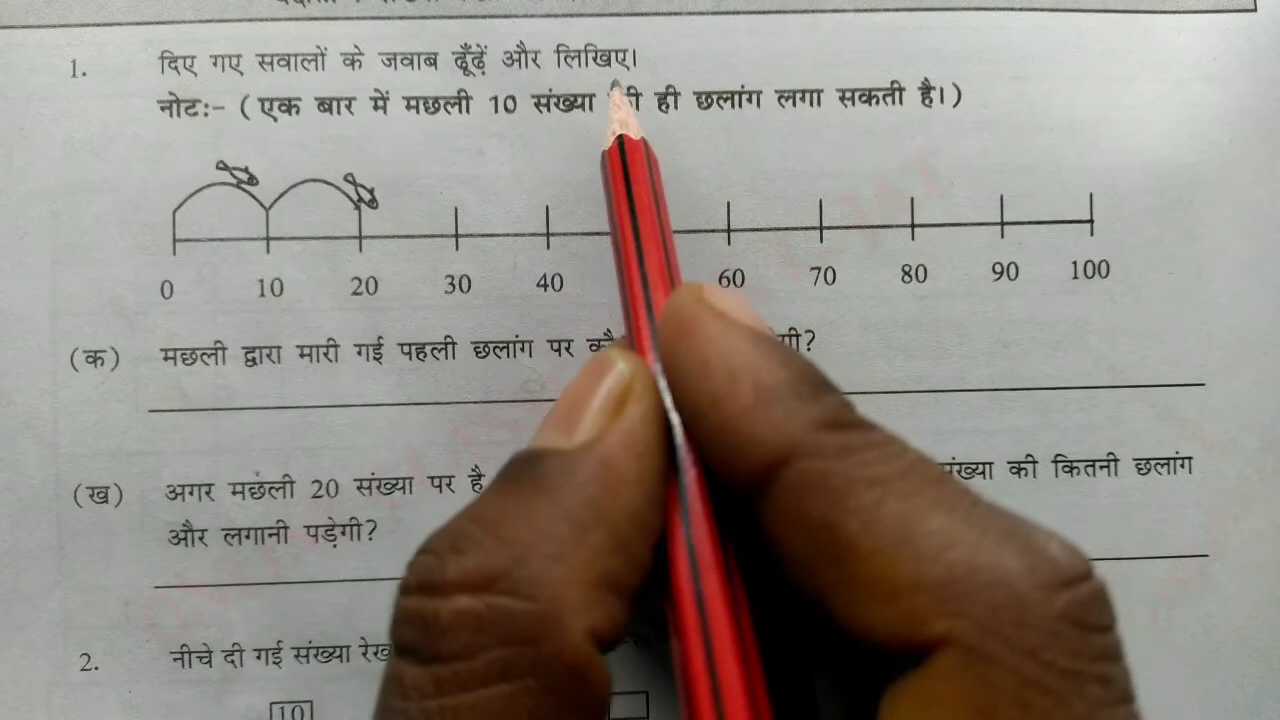 1. दिए गए सवालों के जवाब ढूँढ़ें और लिखिए।
नोटः- ( एक बार में मछली 10 संख्या की ही छलांग लगा सकती है।)
0 10 20 30 40 60 70 80 90 100
(क) मछली द्वारा मारी गई पहली छलांग पर
(ख) अगर मछली 20 संख्या पर है संख्या की कितनी छलांग
और लगानी पड़ेगी?
2. नीचे दी गई संख्या
10